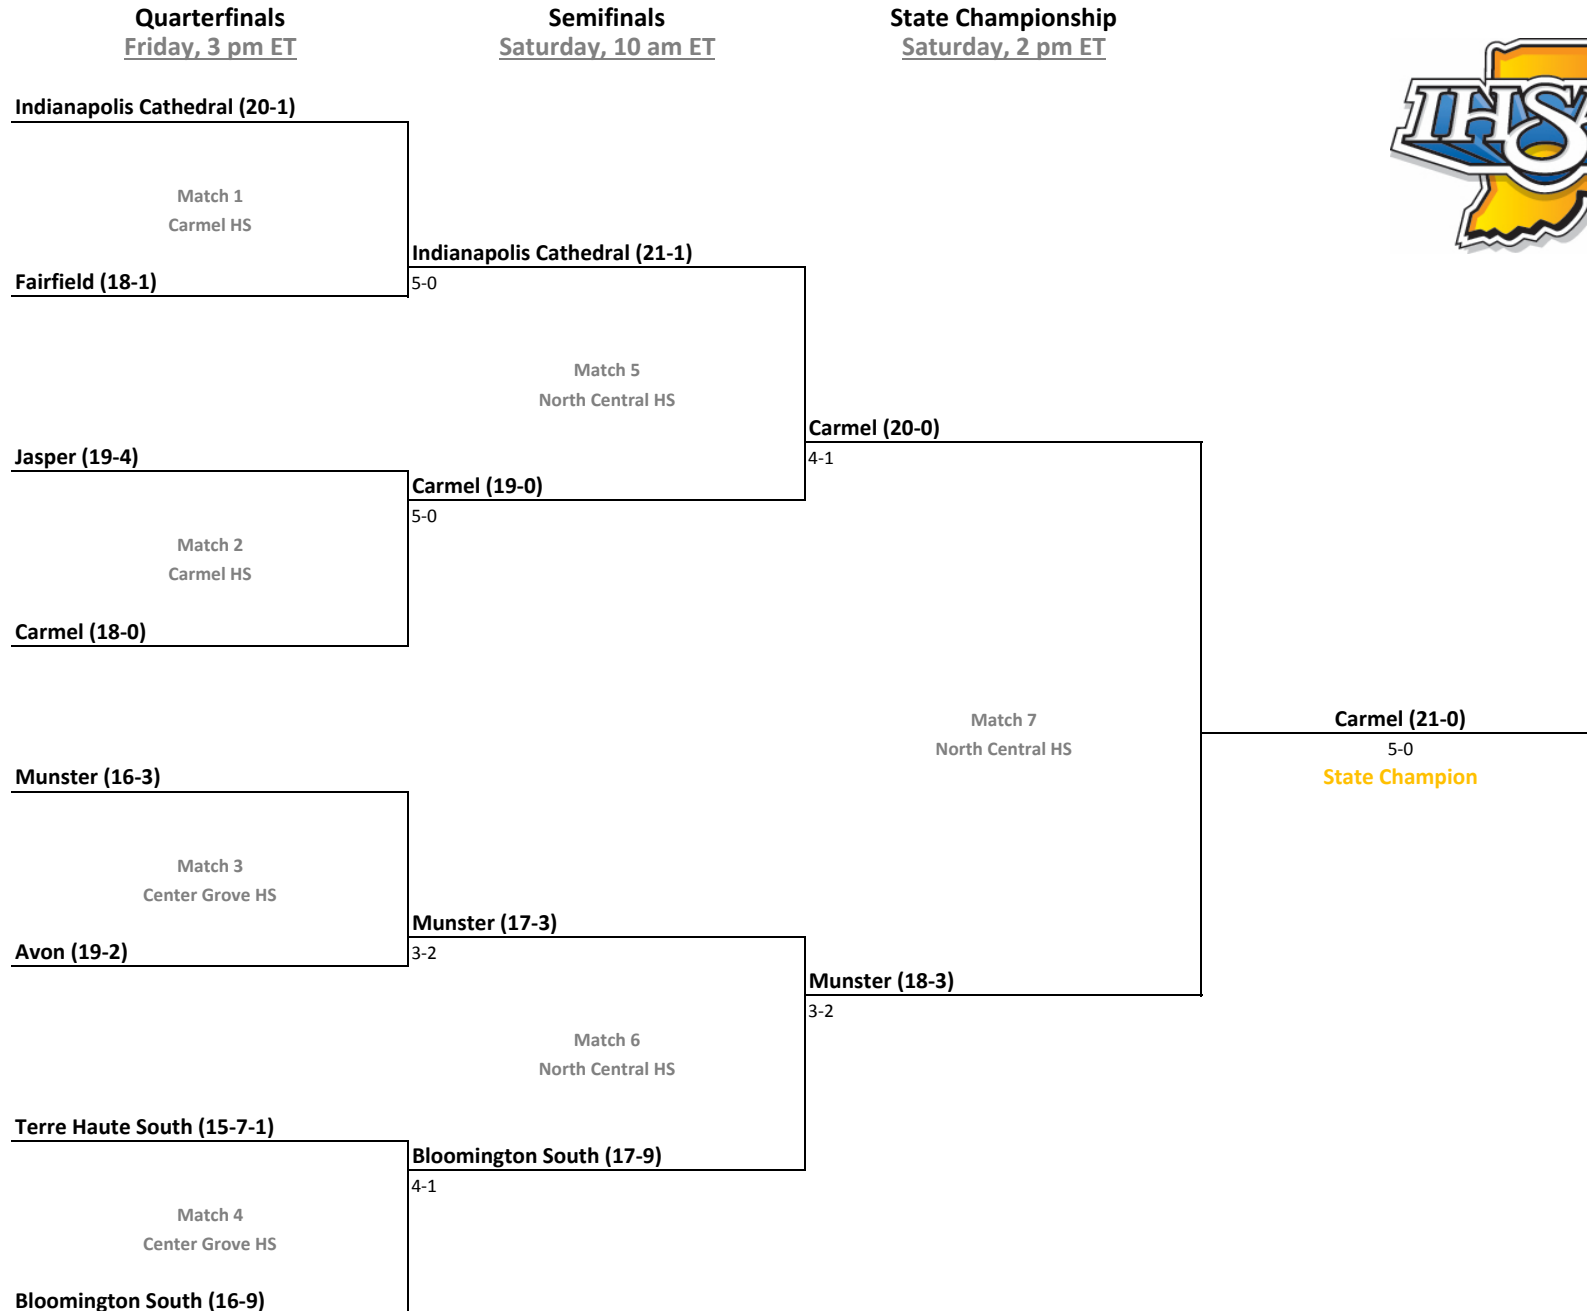 Quarterfinals
Friday, 3 pm ET
Semifinals
Saturday, 10 am ET
State Championship
Saturday, 2 pm ET
IHSA
Indianapolis Cathedral (20-1)
Match 1
Carmel HS
Fairfield (18-1)
Indianapolis Cathedral (21-1)
5-0
Match 5
North Central HS
Jasper (19-4)
Match 2
Carmel HS
Carmel (18-0)
Carmel (19-0)
5-0
Carmel (20-0)
4-1
Match 7
North Central HS
Carmel (21-0)
5-0
State Champion
Munster (16-3)
Match 3
Center Grove HS
Avon (19-2)
Munster (17-3)
3-2
Match 6
North Central HS
Munster (18-3)
3-2
Terre Haute South (15-7-1)
Match 4
Center Grove HS
Bloomington South (16-9)
Bloomington South (17-9)
4-1